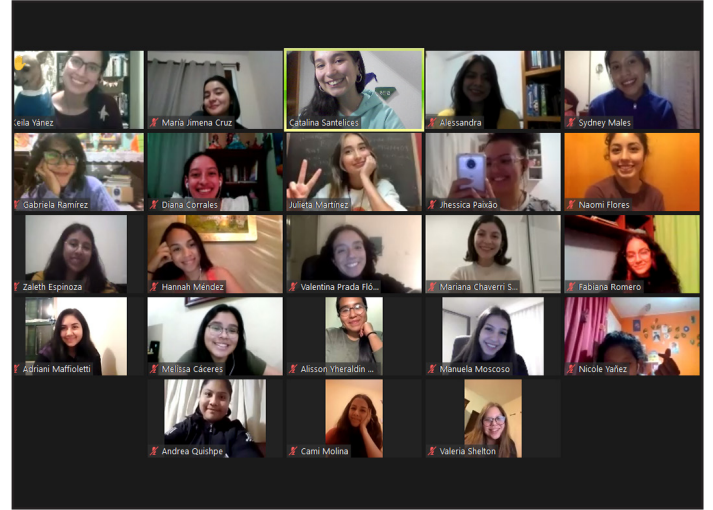 Keila Yánez
María Jimena Cruz
Catalina Santelices
Alessandra
Sydney Males
Gabriela Ramírez
Diana Corrales
Julieta Martínez
Jhessica Paixão
Naomi Flores
Zaleth Espinoza
Hannah Méndez
Valentina Prada Fló...
Mariana Chaverri S...
Fabiana Romero
Adriani Maffioletti
Melissa Cáceres
Alisson Yheraldin ...
Manuela Moscoso
Nicole Yañez
Andrea Quishpe
Cami Molina
Valeria Shelton